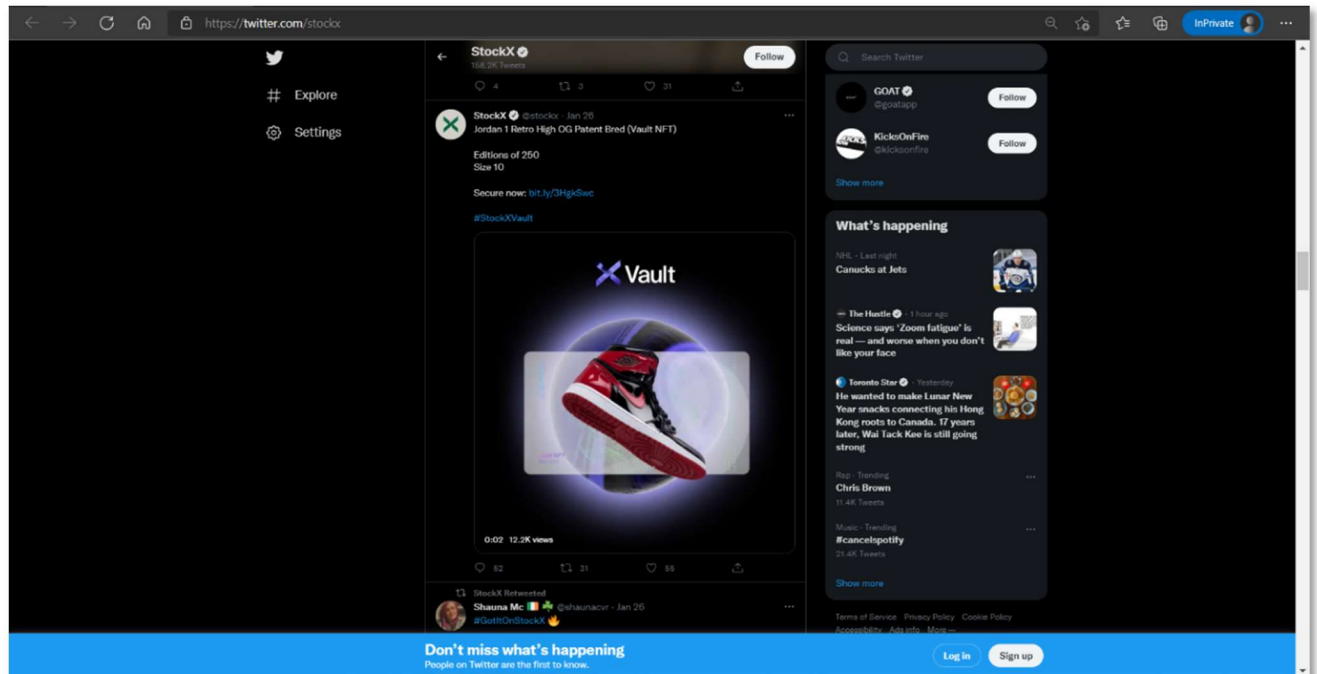 https://twitter.com/stockx
InPrivate
Explore
Settings
StockX
158.2K Tweets
Follow
4 3 31
StockX @stockx · Jan 26
Jordan 1 Retro High OG Patent Bred (Vault NFT)
Editions of 250
Size 10
Secure now: bit.ly/3HgkSwc
#StockXVault
Vault
0:02 12.2K views
52 31 55
StockX Retweeted
Shauna Mc @shaunacvr · Jan 26
#GotItOnStockX
Search Twitter
GOAT
@goatapp
Follow
KicksOnFire
@kicksonfire
Follow
Show more
What's happening
NHL · Last night
Canucks at Jets
The Hustle · 1 hour ago
Science says 'Zoom fatigue' is
real — and worse when you don't
like your face
Toronto Star · Yesterday
He wanted to make Lunar New
Year snacks connecting his Hong
Kong roots to Canada. 17 years
later, Wai Tack Kee is still going
strong
Rap · Trending
Chris Brown
11.4K Tweets
Music · Trending
#cancelspotify
21.4K Tweets
Show more
Terms of Service Privacy Policy Cookie Policy
Accessibility Ads info More
Don't miss what's happening
People on Twitter are the first to know.
Log in
Sign up